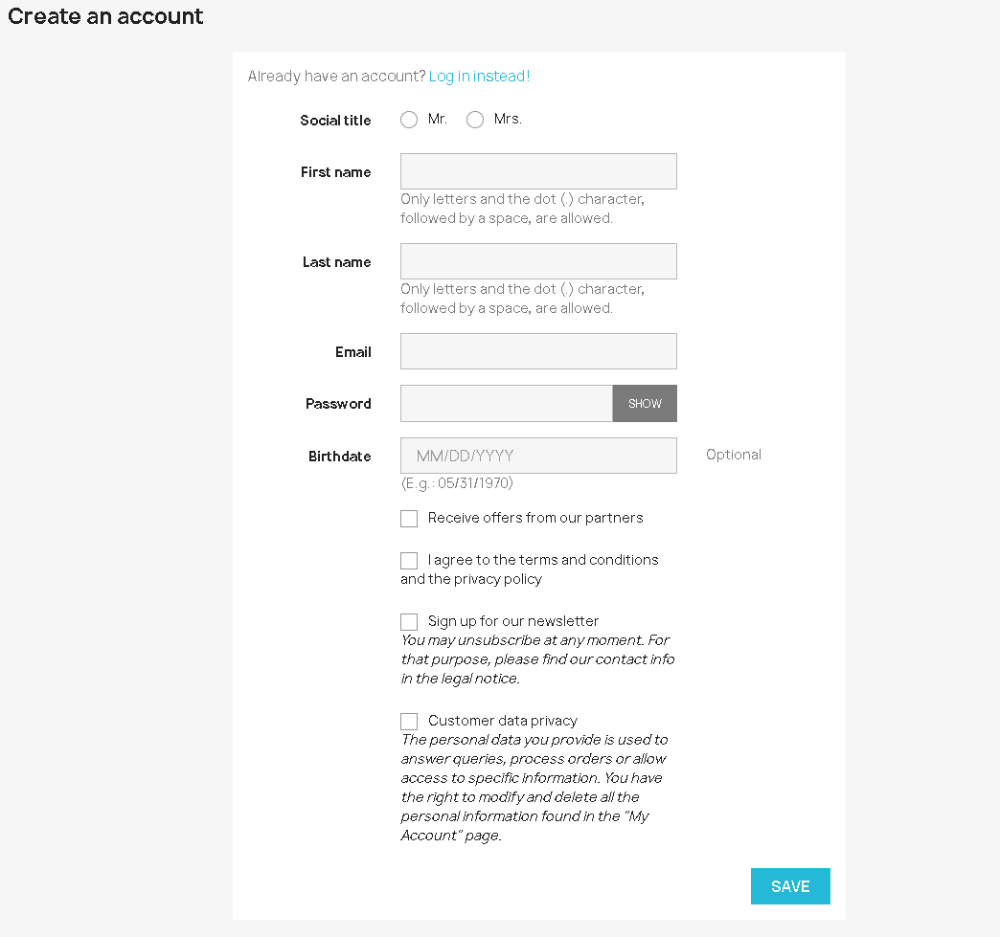 Create an account
Already have an account? Log in instead!
Social title
Mr.
Mrs.
First name
Only letters and the dot (.) character,
followed by a space, are allowed.
Last name
Only letters and the dot (.) character,
followed by a space, are allowed.
Email
Password
SHOW
Birthdate
MM/DD/YYYY
Optional
(E.g.: 05/31/1970)
Receive offers from our partners
I agree to the terms and conditions
and the privacy policy
Sign up for our newsletter
You may unsubscribe at any moment. For
that purpose, please find our contact info
in the legal notice.
Customer data privacy
The personal data you provide is used to
answer queries, process orders or allow
access to specific information. You have
the right to modify and delete all the
personal information found in the "My
Account" page.
SAVE